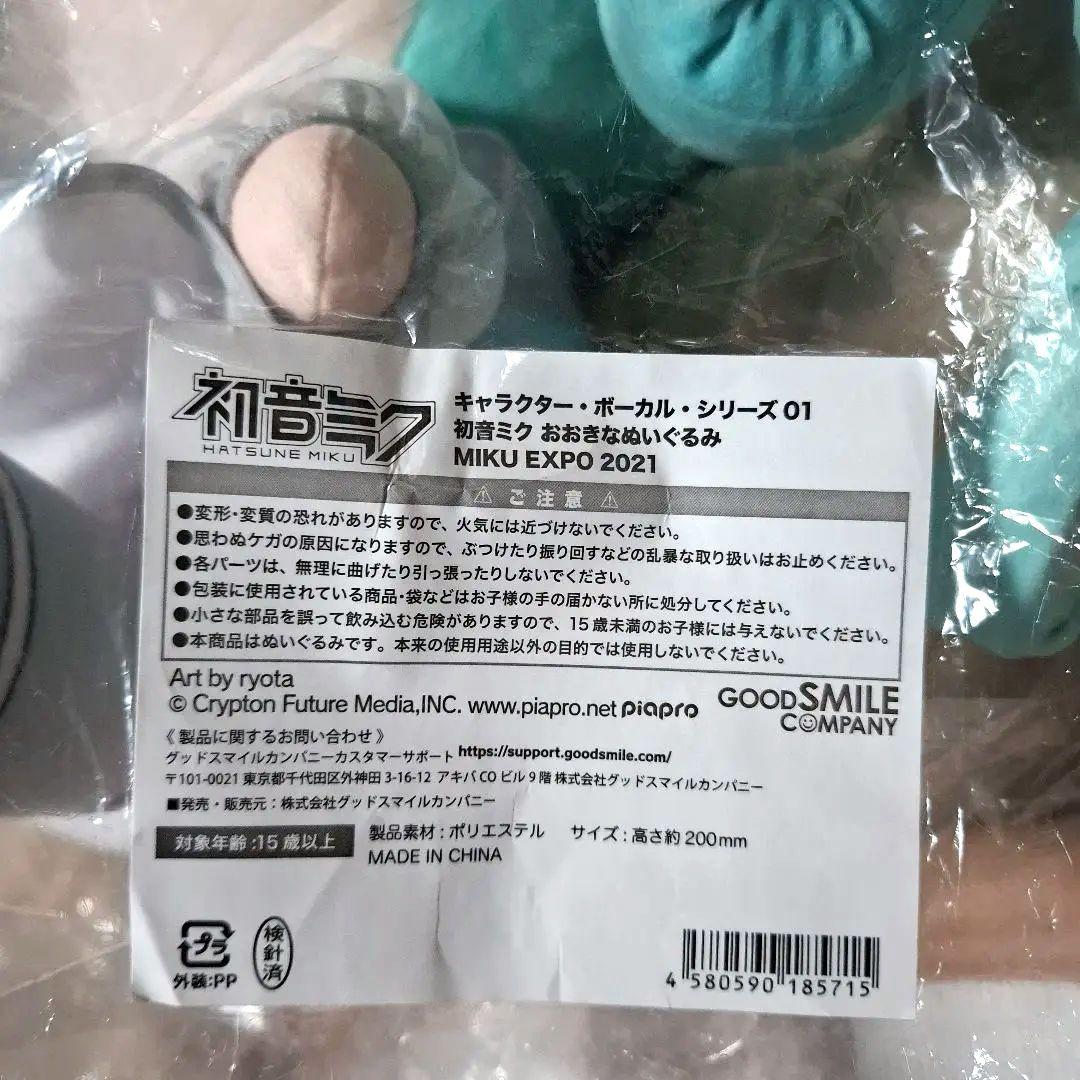 初音ミク
HATSUNE MIKU
キャラクター・ボーカル・シリーズ 01
初音ミク おおきなぬいぐるみ
MIKU EXPO 2021
⚠ ご注意 ⚠
●変形・変質の恐れがありますので、火気には近づけないでください。
●思わぬケガの原因になりますので、ぶつけたり振り回すなどの乱暴な取り扱いはお止めください。
●各パーツは、無理に曲げたり引っ張ったりしないでください。
●包装に使用されている商品・袋などはお子様の手の届かない所に処分してください。
●小さな部品を誤って飲み込む危険がありますので、15歳未満のお子様には与えないでください。
●本商品はぬいぐるみです。本来の使用用途以外の目的では使用しないでください。
Art by ryota
© Crypton Future Media,INC. www.piapro.net piapro
GOOD SMILE
COMPANY
《 製品に関するお問い合わせ 》
グッドスマイルカンパニーカスタマーサポート https://support.goodsmile.com/
〒101-0021 東京都千代田区外神田 3-16-12 アキバ CO ビル 9 階 株式会社グッドスマイルカンパニー
■発売・販売元：株式会社グッドスマイルカンパニー
対象年齢 :15 歳以上
製品素材 : ポリエステル サイズ : 高さ約 200mm
MADE IN CHINA
プラ
外装:PP
検針済
4 580590 185715